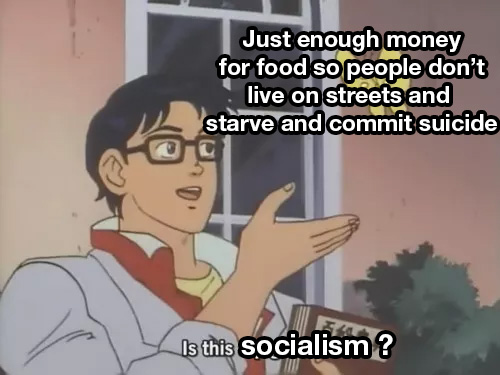 Just enough money
for food so people don't
live on streets and
starve and commit suicide
Is this socialism ?